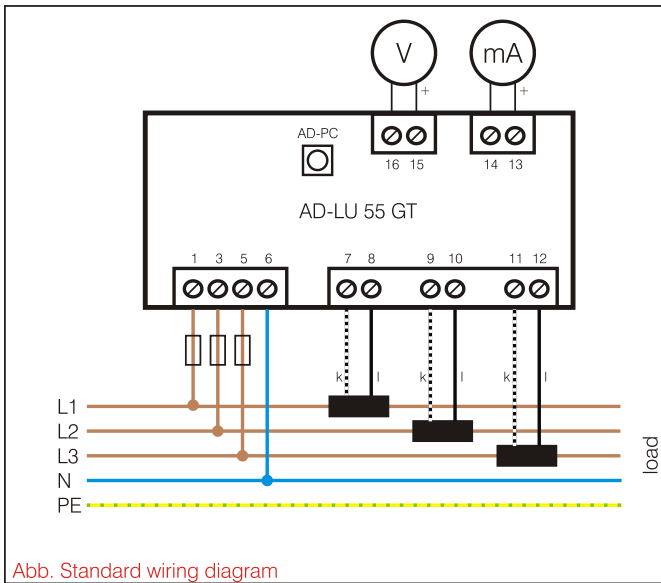 V mA
+ +
AD-PC
16 15 14 13
AD-LU 55 GT
1 3 5 6 7 8 9 10 11 12
k l k l k l
L1
L2
L3
N
PE
load
Abb. Standard wiring diagram